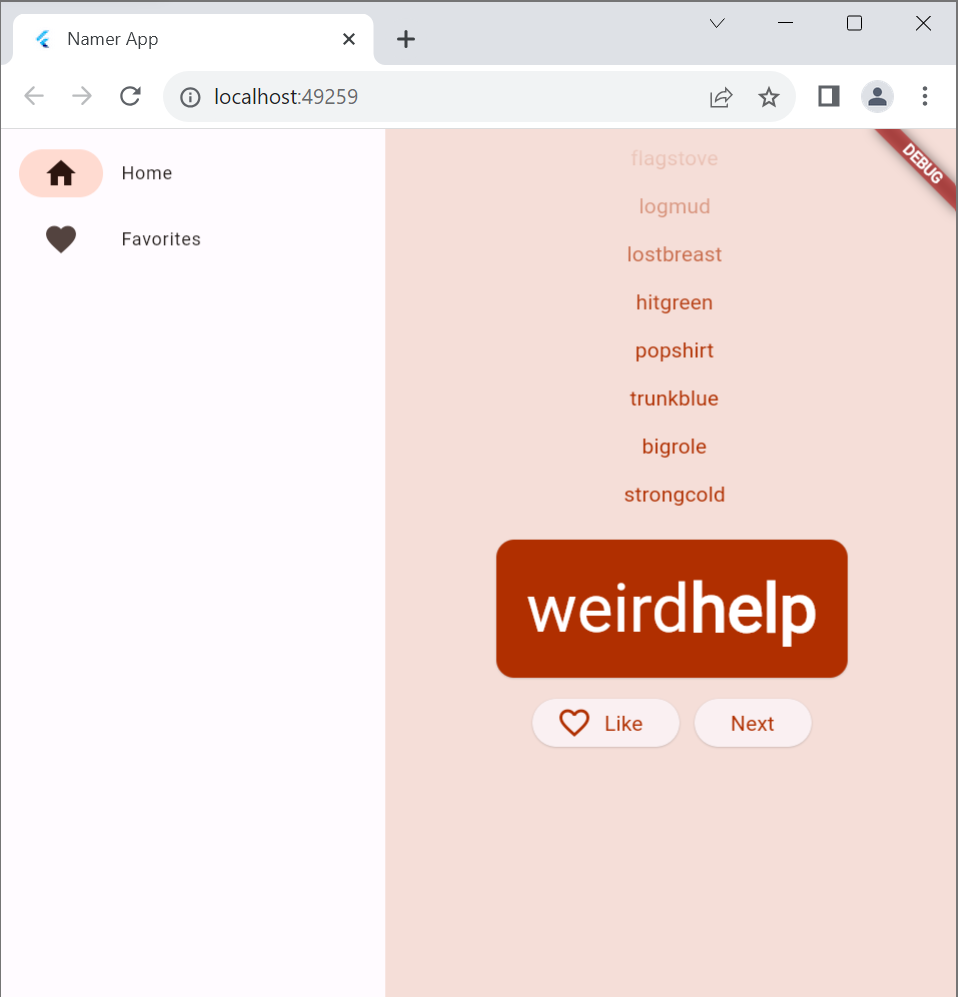 Namer App
localhost:49259
Home
Favorites
DEBUG
flagstove
logmud
lostbreast
hitgreen
popshirt
trunkblue
bigrole
strongcold
weirdhelp
Like
Next